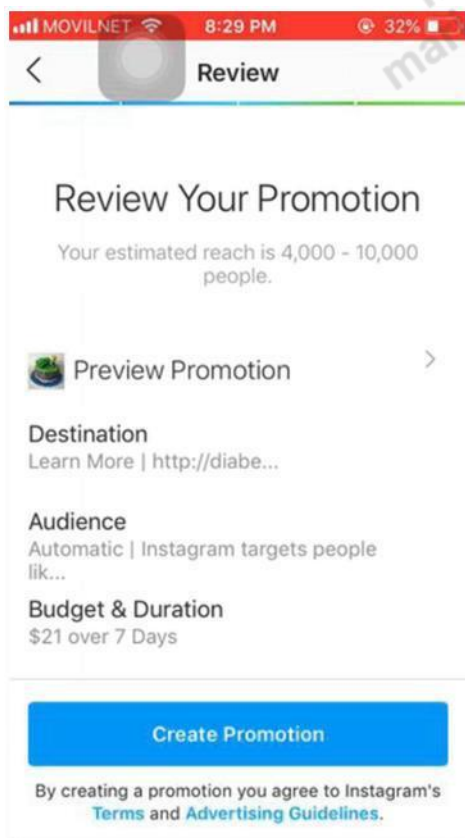 MOVILNET 8:29 PM 32%
Review
Review Your Promotion
Your estimated reach is 4,000 - 10,000
people.
Preview Promotion
Destination
Learn More | http://diabe...
Audience
Automatic | Instagram targets people
lik...
Budget & Duration
$21 over 7 Days
Create Promotion
By creating a promotion you agree to Instagram's
Terms and Advertising Guidelines.